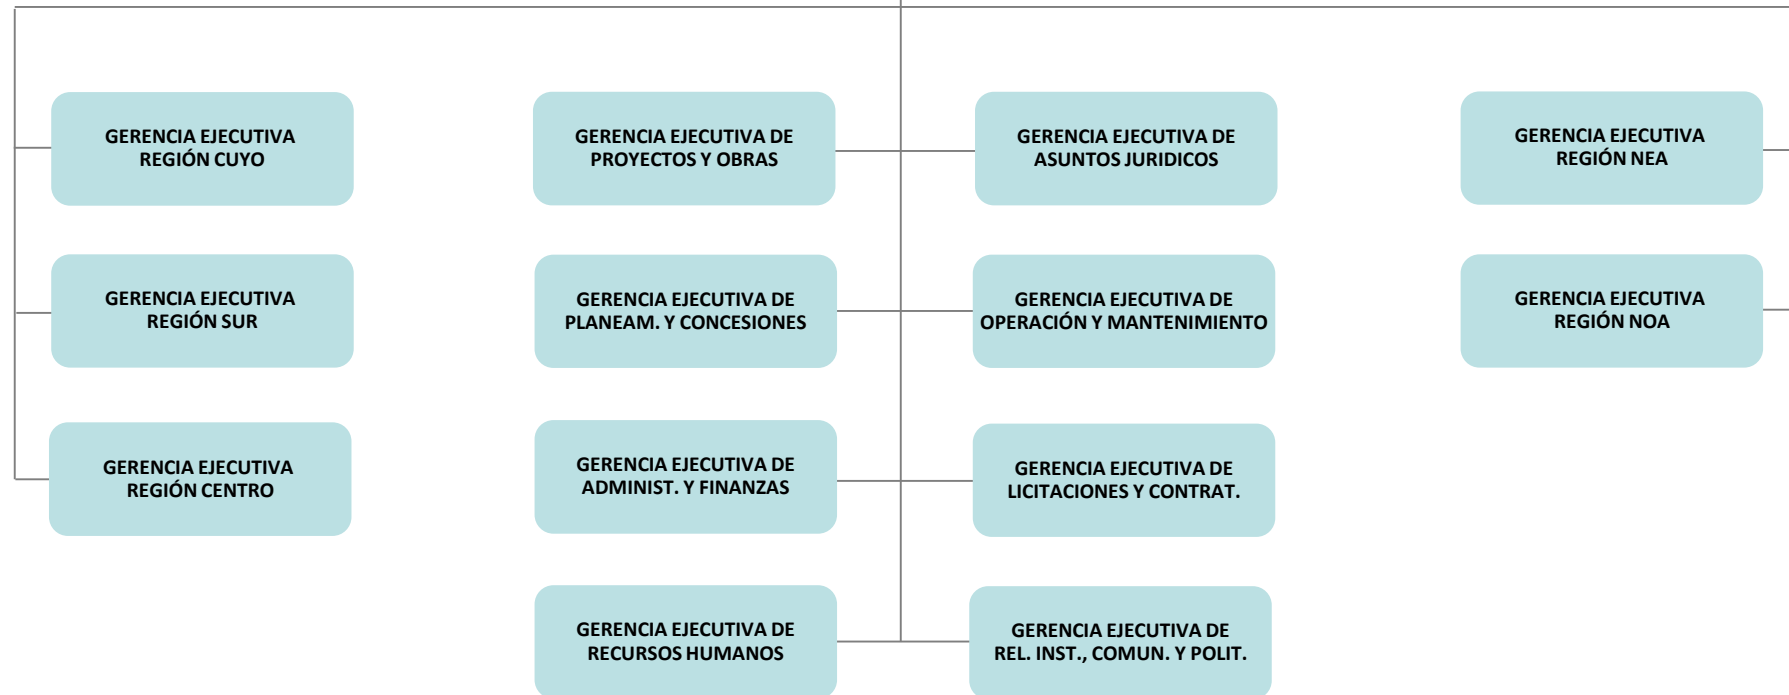 GERENCIA EJECUTIVA
REGIÓN CUYO
GERENCIA EJECUTIVA DE
PROYECTOS Y OBRAS
GERENCIA EJECUTIVA DE
ASUNTOS JURIDICOS
GERENCIA EJECUTIVA
REGIÓN NEA
GERENCIA EJECUTIVA
REGIÓN SUR
GERENCIA EJECUTIVA DE
PLANEAM. Y CONCESIONES
GERENCIA EJECUTIVA DE
OPERACIÓN Y MANTENIMIENTO
GERENCIA EJECUTIVA
REGIÓN NOA
GERENCIA EJECUTIVA
REGIÓN CENTRO
GERENCIA EJECUTIVA DE
ADMINIST. Y FINANZAS
GERENCIA EJECUTIVA DE
LICITACIONES Y CONTRAT.
GERENCIA EJECUTIVA DE
RECURSOS HUMANOS
GERENCIA EJECUTIVA DE
REL. INST., COMUN. Y POLIT.